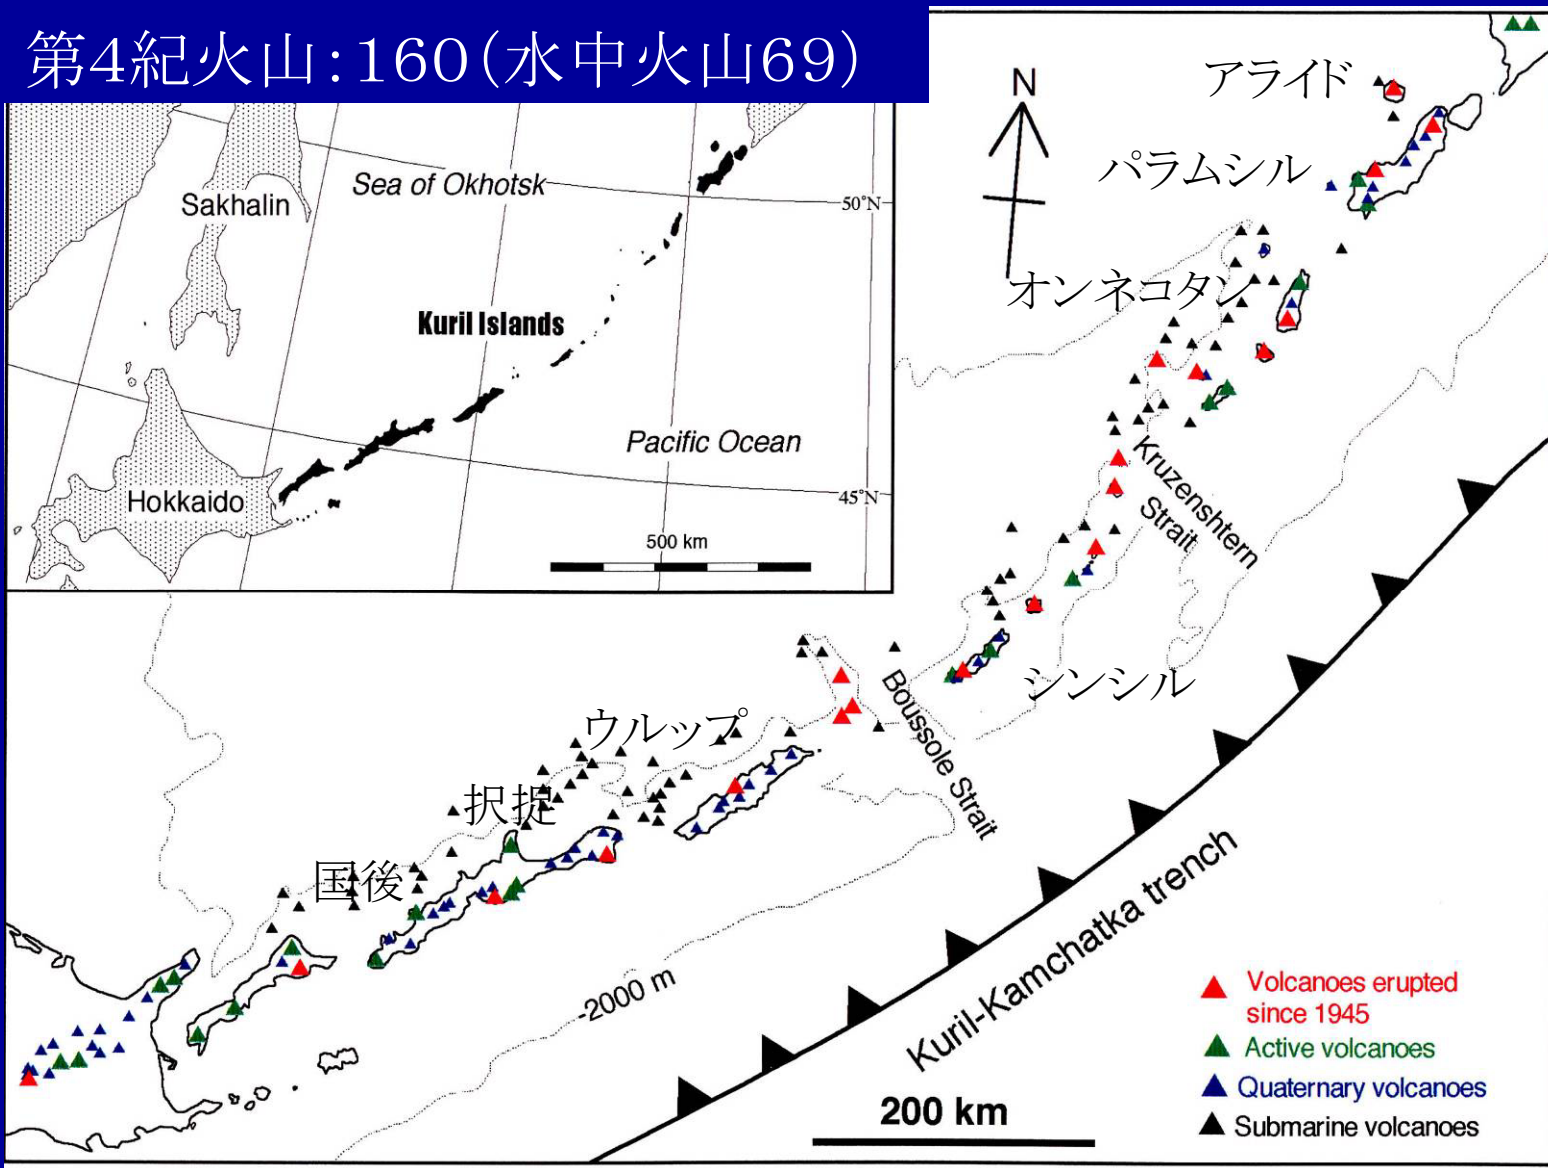 第4紀火山:160(水中火山69)
Sakhalin
Sea of Okhotsk
50°N
Kuril Islands
Pacific Ocean
Hokkaido
45°N
500 km
N
アライド
パラムシル
オンネコタン
Kruzenshtern
Strait
シンシル
Boussole Strait
ウルップ
択捉
国後
-2000 m
Kuril-Kamchatka trench
200 km
Volcanoes erupted
since 1945
Active volcanoes
Quaternary volcanoes
Submarine volcanoes